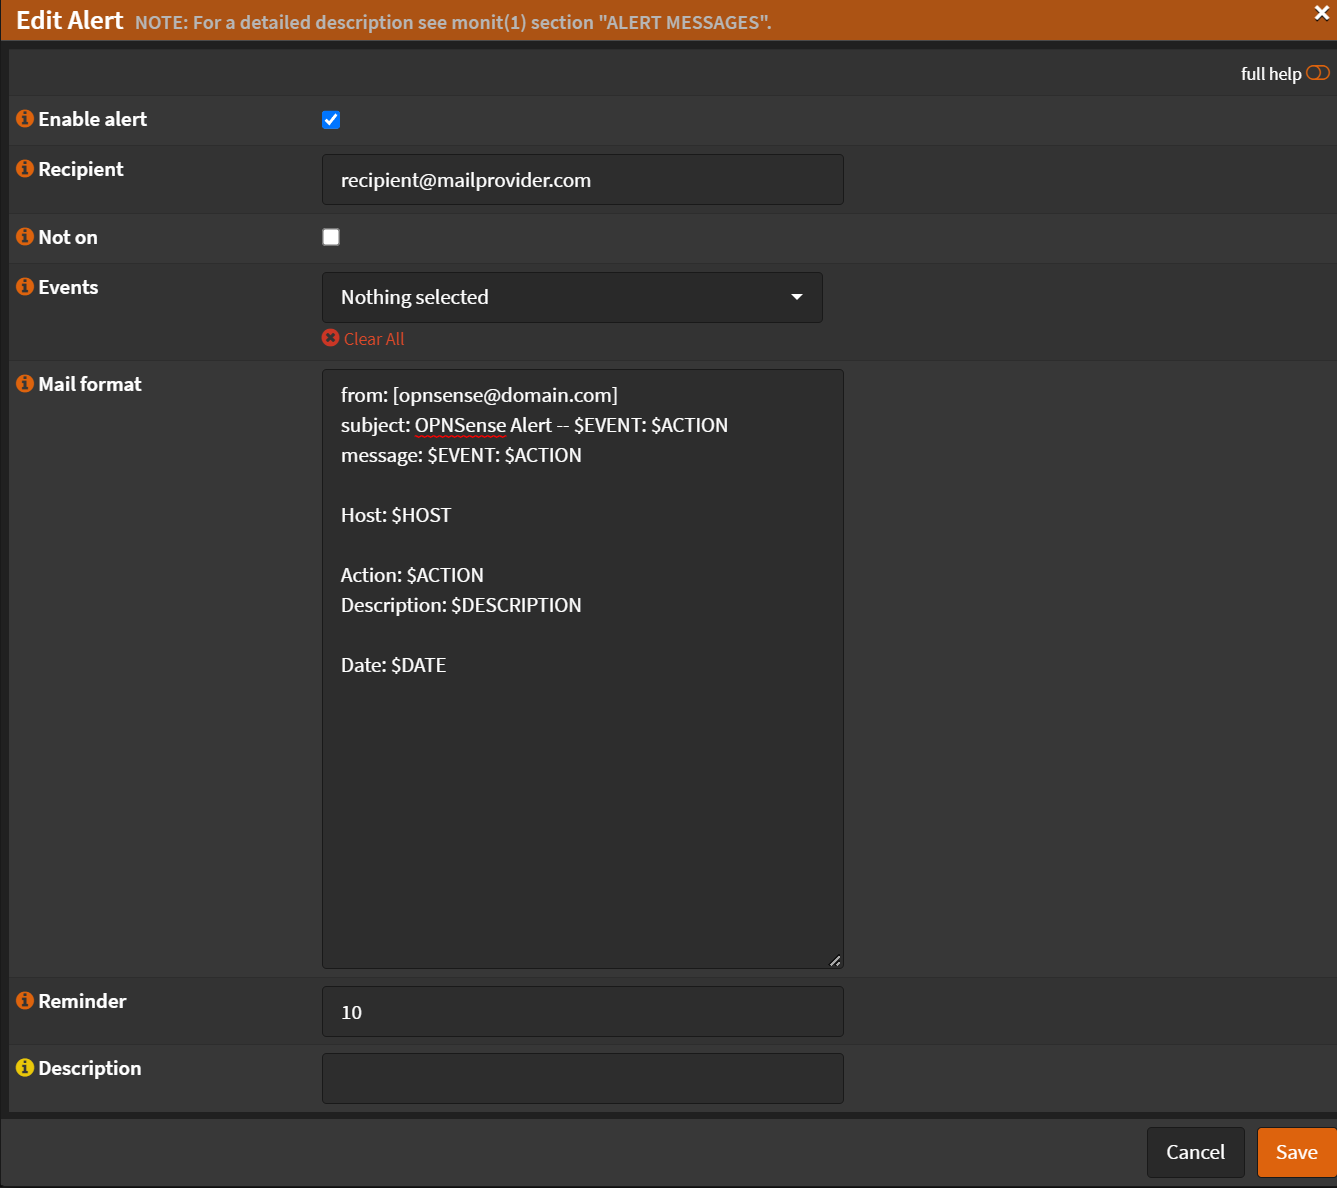 Edit Alert NOTE: For a detailed description see monit(1) section "ALERT MESSAGES".
full help
Enable alert
Recipient
recipient@mailprovider.com
Not on
Events
Nothing selected
Clear All
Mail format
from: [opnsense@domain.com]
subject: OPNSense Alert -- $EVENT: $ACTION
message: $EVENT: $ACTION
Host: $HOST
Action: $ACTION
Description: $DESCRIPTION
Date: $DATE
Reminder
10
Description
Cancel
Save